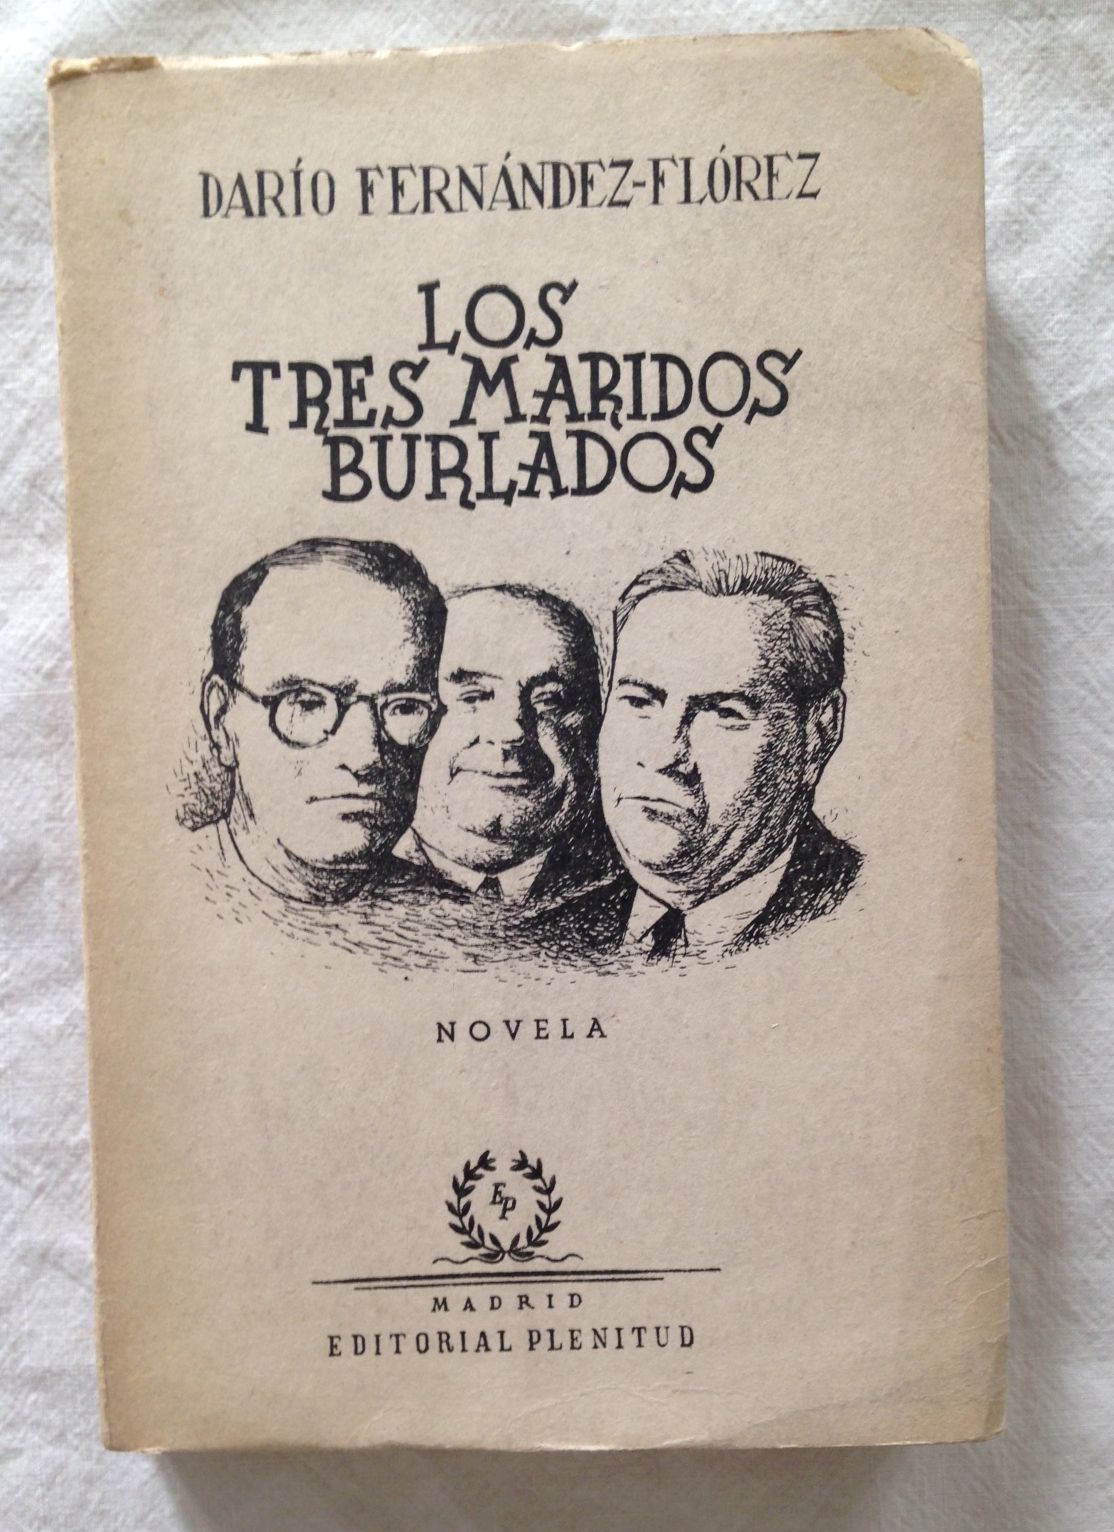 DARÍO FERNÁNDEZ-FLÓREZ
LOS
TRES MARIDOS
BURLADOS
NOVELA
EP
MADRID
EDITORIAL PLENITUD